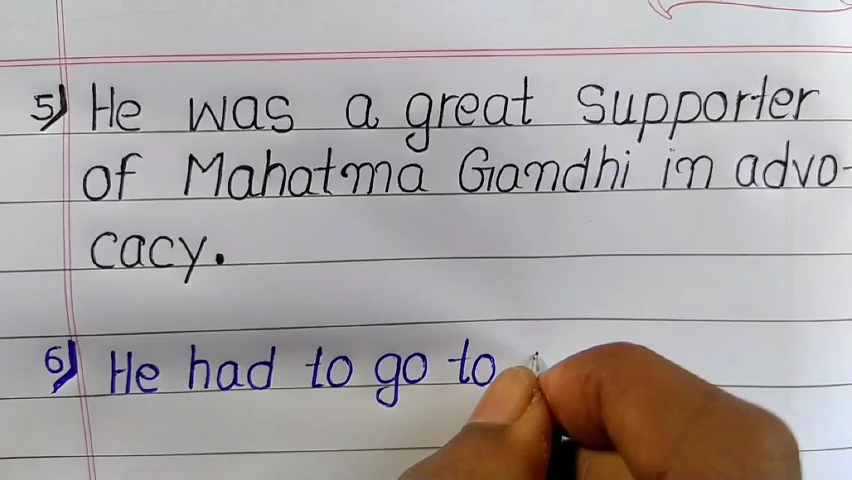 5) He was a great supporter
of Mahatma Gandhi in advo-
cacy.
6) He had to go to